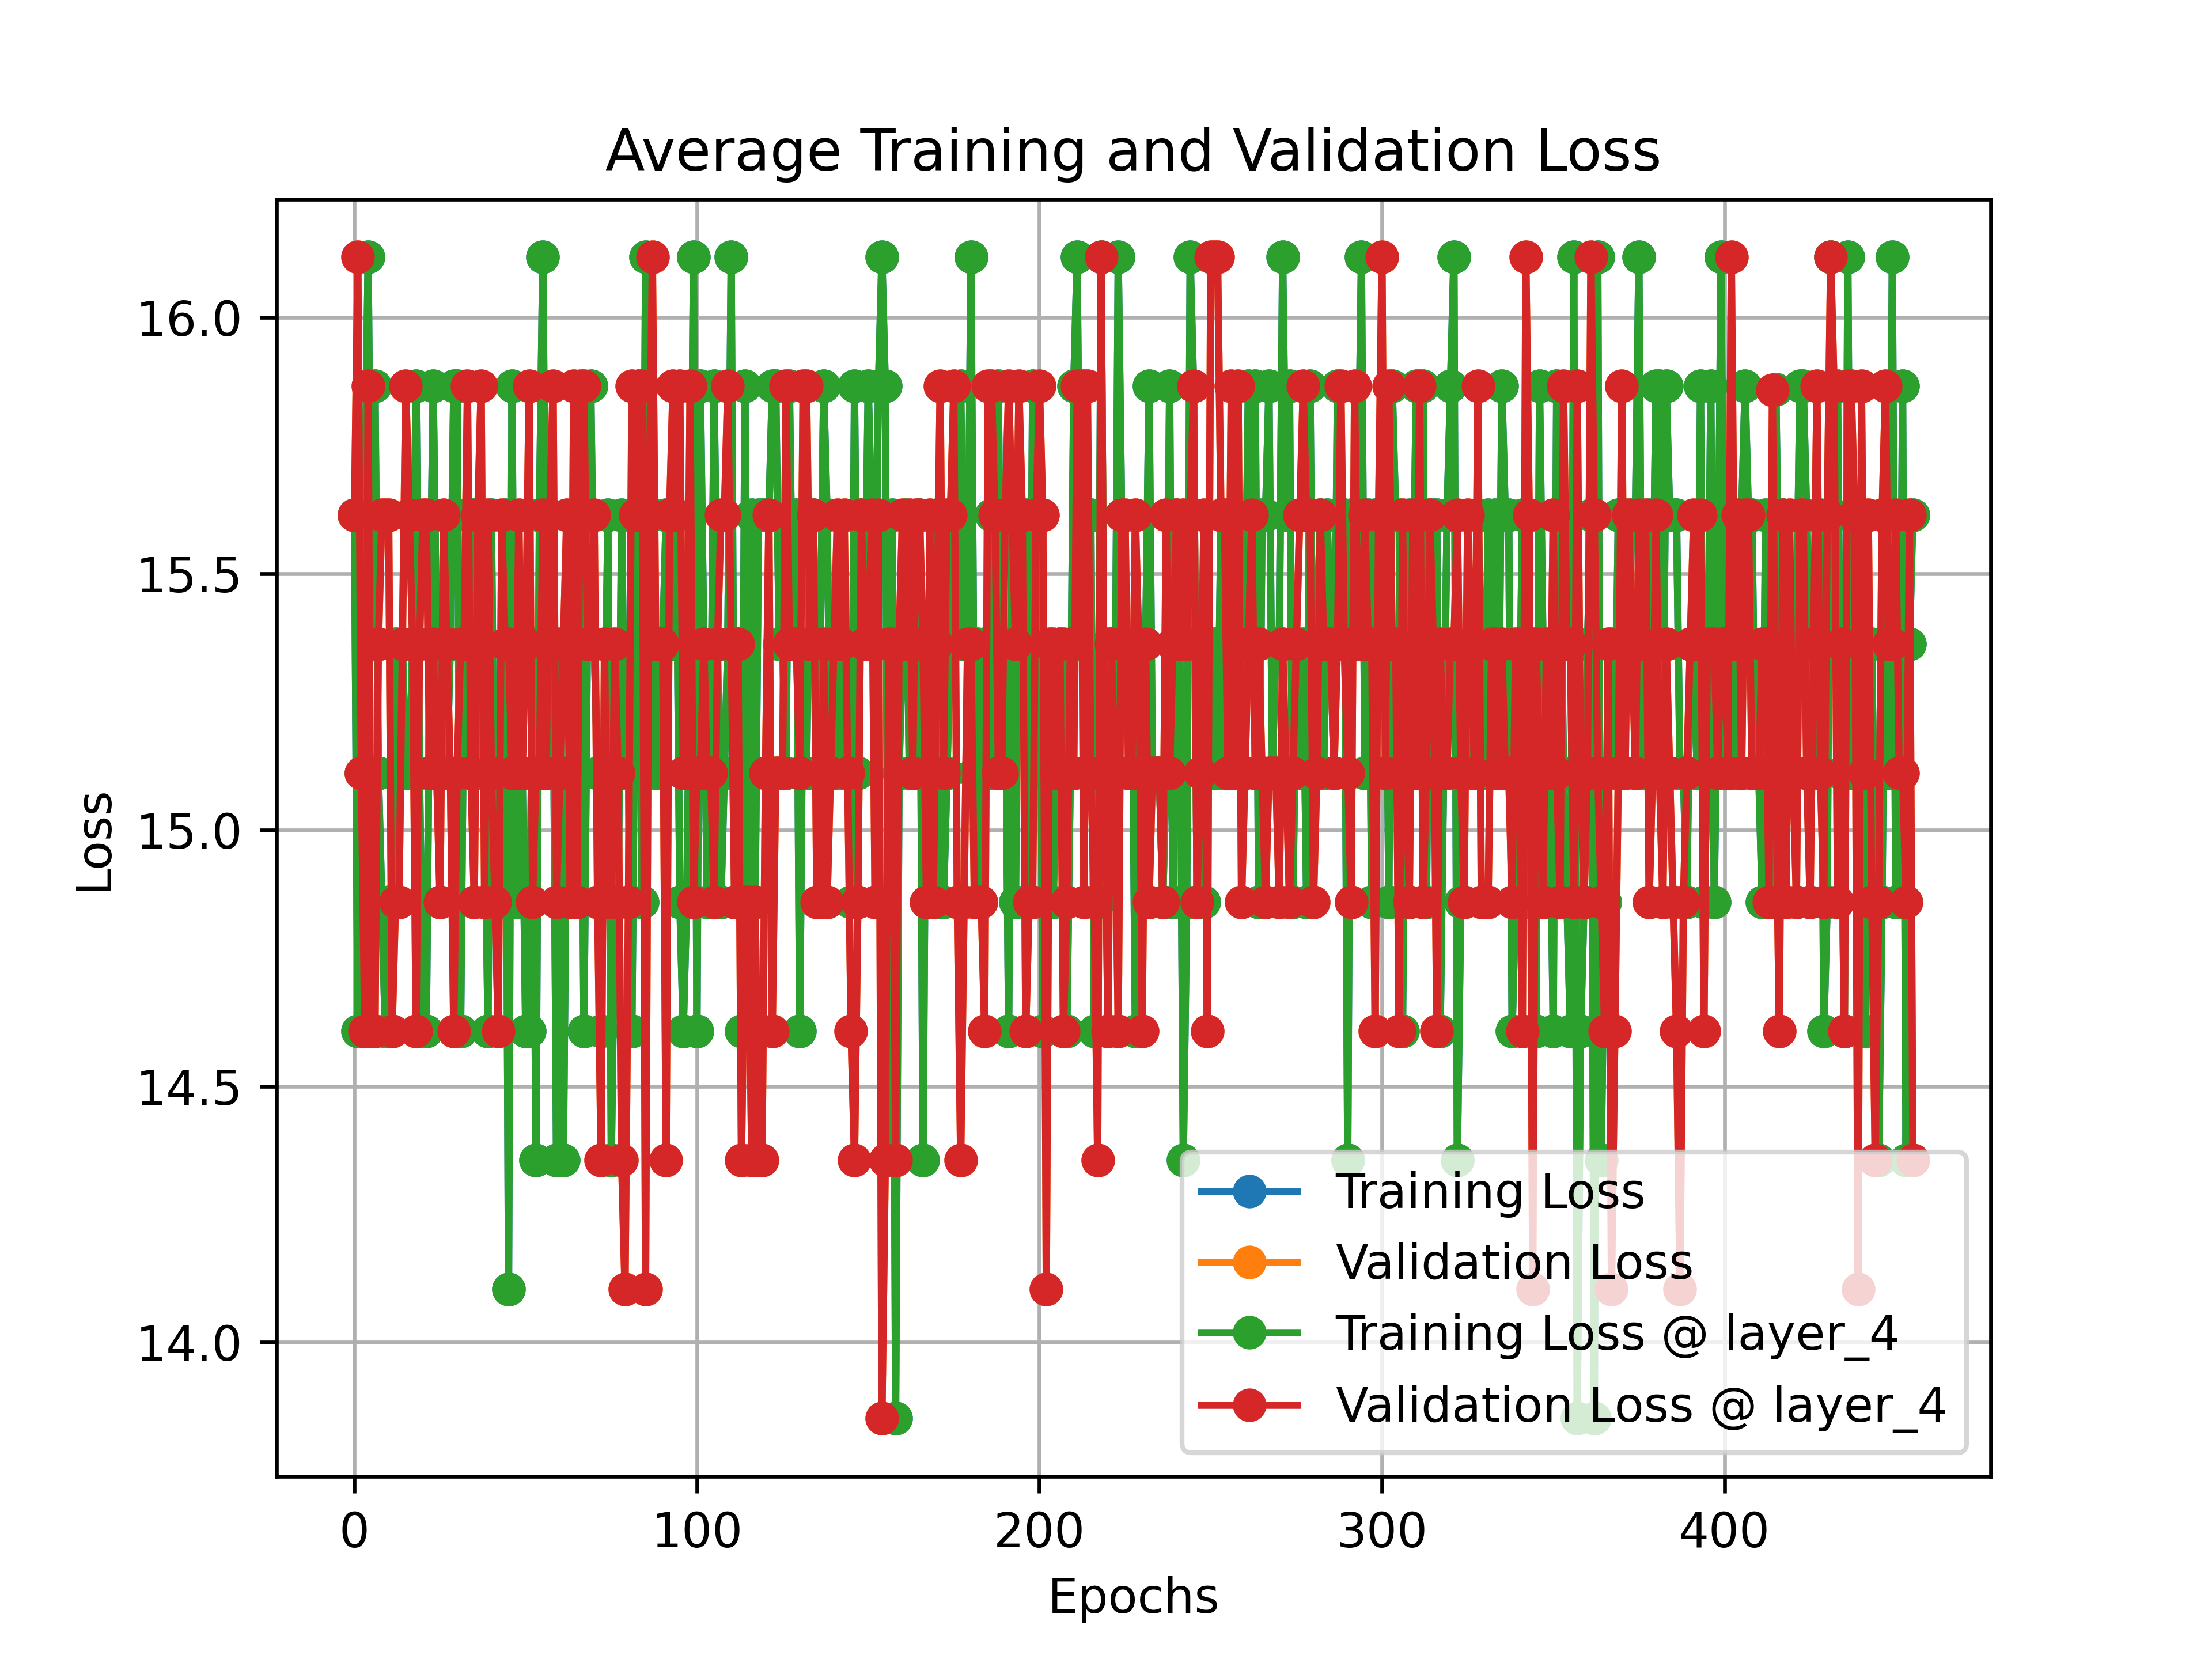 Average Training and Validation Loss
Loss
16.0
15.5
15.0
14.5
14.0
0 100 200 300 400
Epochs
Training Loss
Validation Loss
Training Loss @ layer_4
Validation Loss @ layer_4